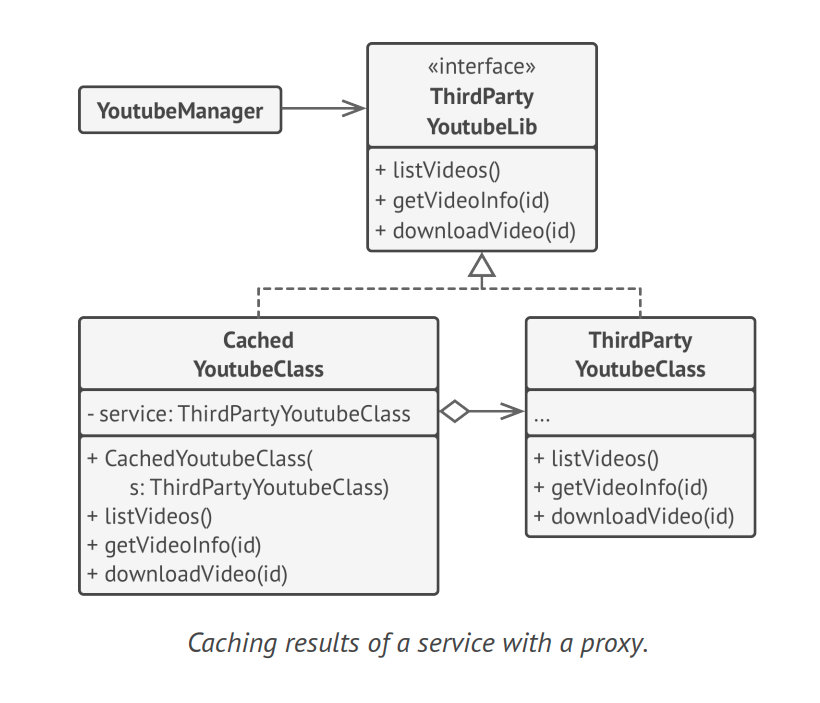 YoutubeManager
«interface»
ThirdParty
YoutubeLib
+ listVideos()
+ getVideoInfo(id)
+ downloadVideo(id)
Cached
YoutubeClass
- service: ThirdPartyYoutubeClass
+ CachedYoutubeClass(
s: ThirdPartyYoutubeClass)
+ listVideos()
+ getVideoInfo(id)
+ downloadVideo(id)
ThirdParty
YoutubeClass
...
+ listVideos()
+ getVideoInfo(id)
+ downloadVideo(id)
Caching results of a service with a proxy.